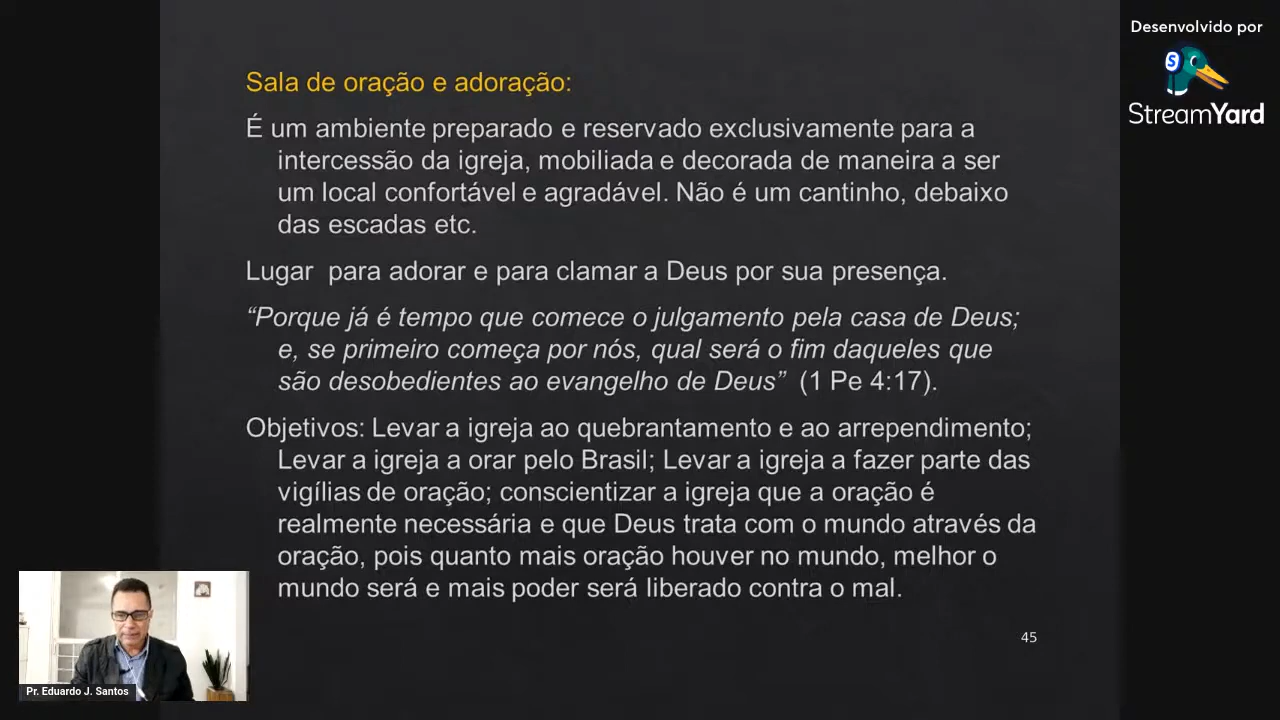 Desenvolvido por
StreamYard
Sala de oração e adoração:
É um ambiente preparado e reservado exclusivamente para a
intercessão da igreja, mobiliada e decorada de maneira a ser
um local confortável e agradável. Não é um cantinho, debaixo
das escadas etc.
Lugar para adorar e para clamar a Deus por sua presença.
“Porque já é tempo que comece o julgamento pela casa de Deus;
e, se primeiro começa por nós, qual será o fim daqueles que
são desobedientes ao evangelho de Deus” (1 Pe 4:17).
Objetivos: Levar a igreja ao quebrantamento e ao arrependimento;
Levar a igreja a orar pelo Brasil; Levar a igreja a fazer parte das
vigílias de oração; conscientizar a igreja que a oração é
realmente necessária e que Deus trata com o mundo através da
oração, pois quanto mais oração houver no mundo, melhor o
mundo será e mais poder será liberado contra o mal.
45
Pr. Eduardo J. Santos